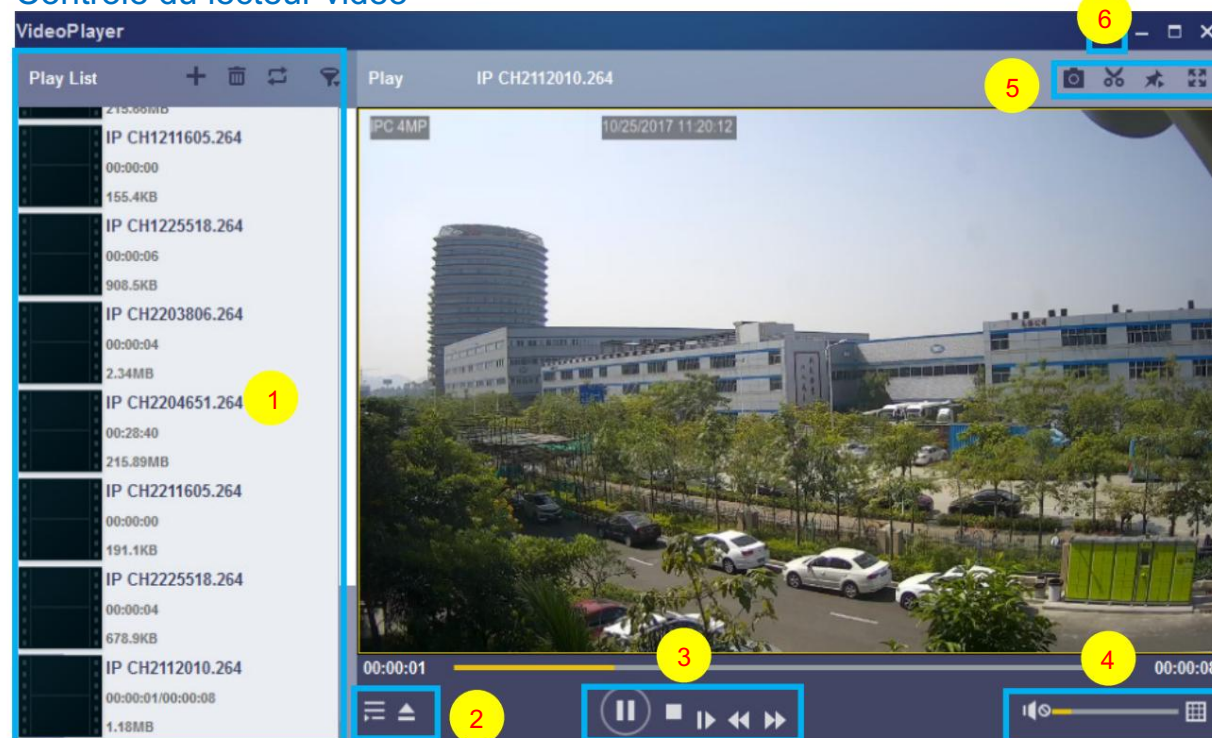 Contrôle du lecteur vidéo
VideoPlayer
6
Play List
Play IP CH2112010.264
5
215.88MB
IP CH1211605.264
00:00:00
155.4KB
IP CH1225518.264
00:00:06
908.5KB
IP CH2203806.264
00:00:04
2.34MB
IP CH2204651.264
00:28:40
215.89MB
1
IP CH2211605.264
00:00:00
191.1KB
IP CH2225518.264
00:00:04
678.9KB
IP CH2112010.264
00:00:01/00:00:08
1.18MB
IPC 4MP
10/25/2017 11:20:12
00:00:01
3
4
00:00:08
2